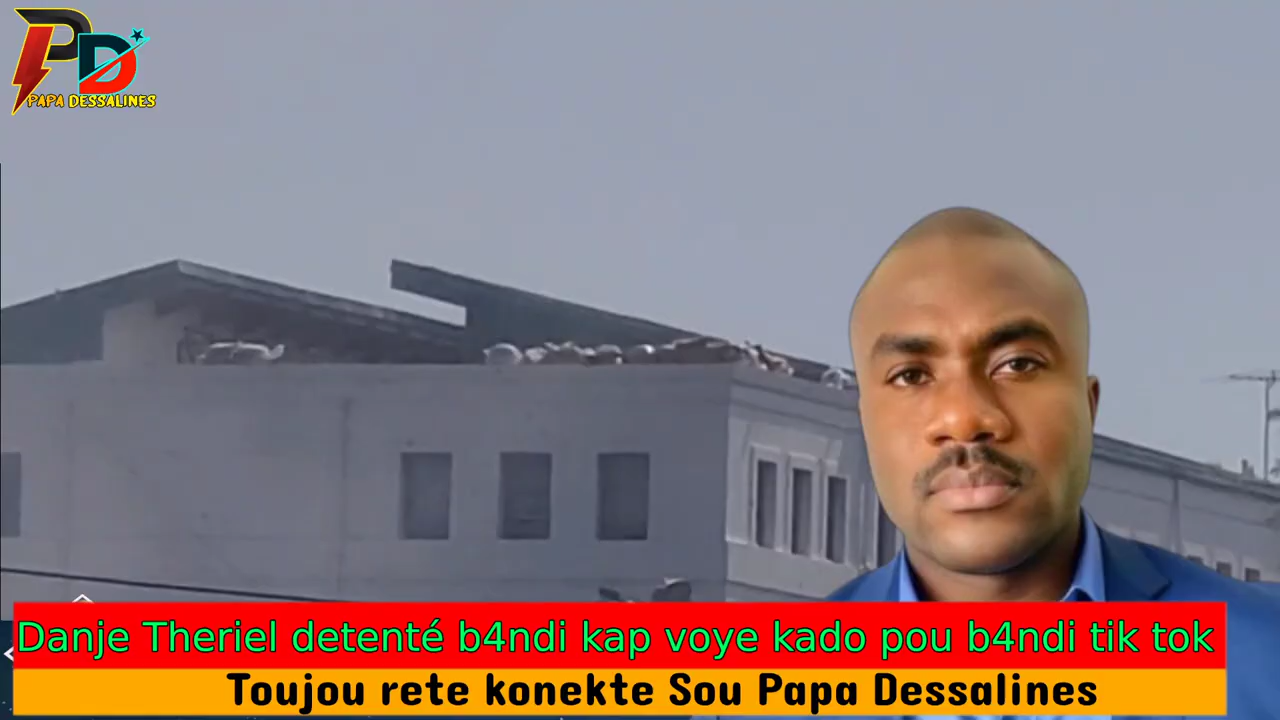 PD
PAPA DESSALINES
Danje Theriel detenté b4ndi kap voye kado pou b4ndi tik tok
Toujou rete konekte Sou Papa Dessalines